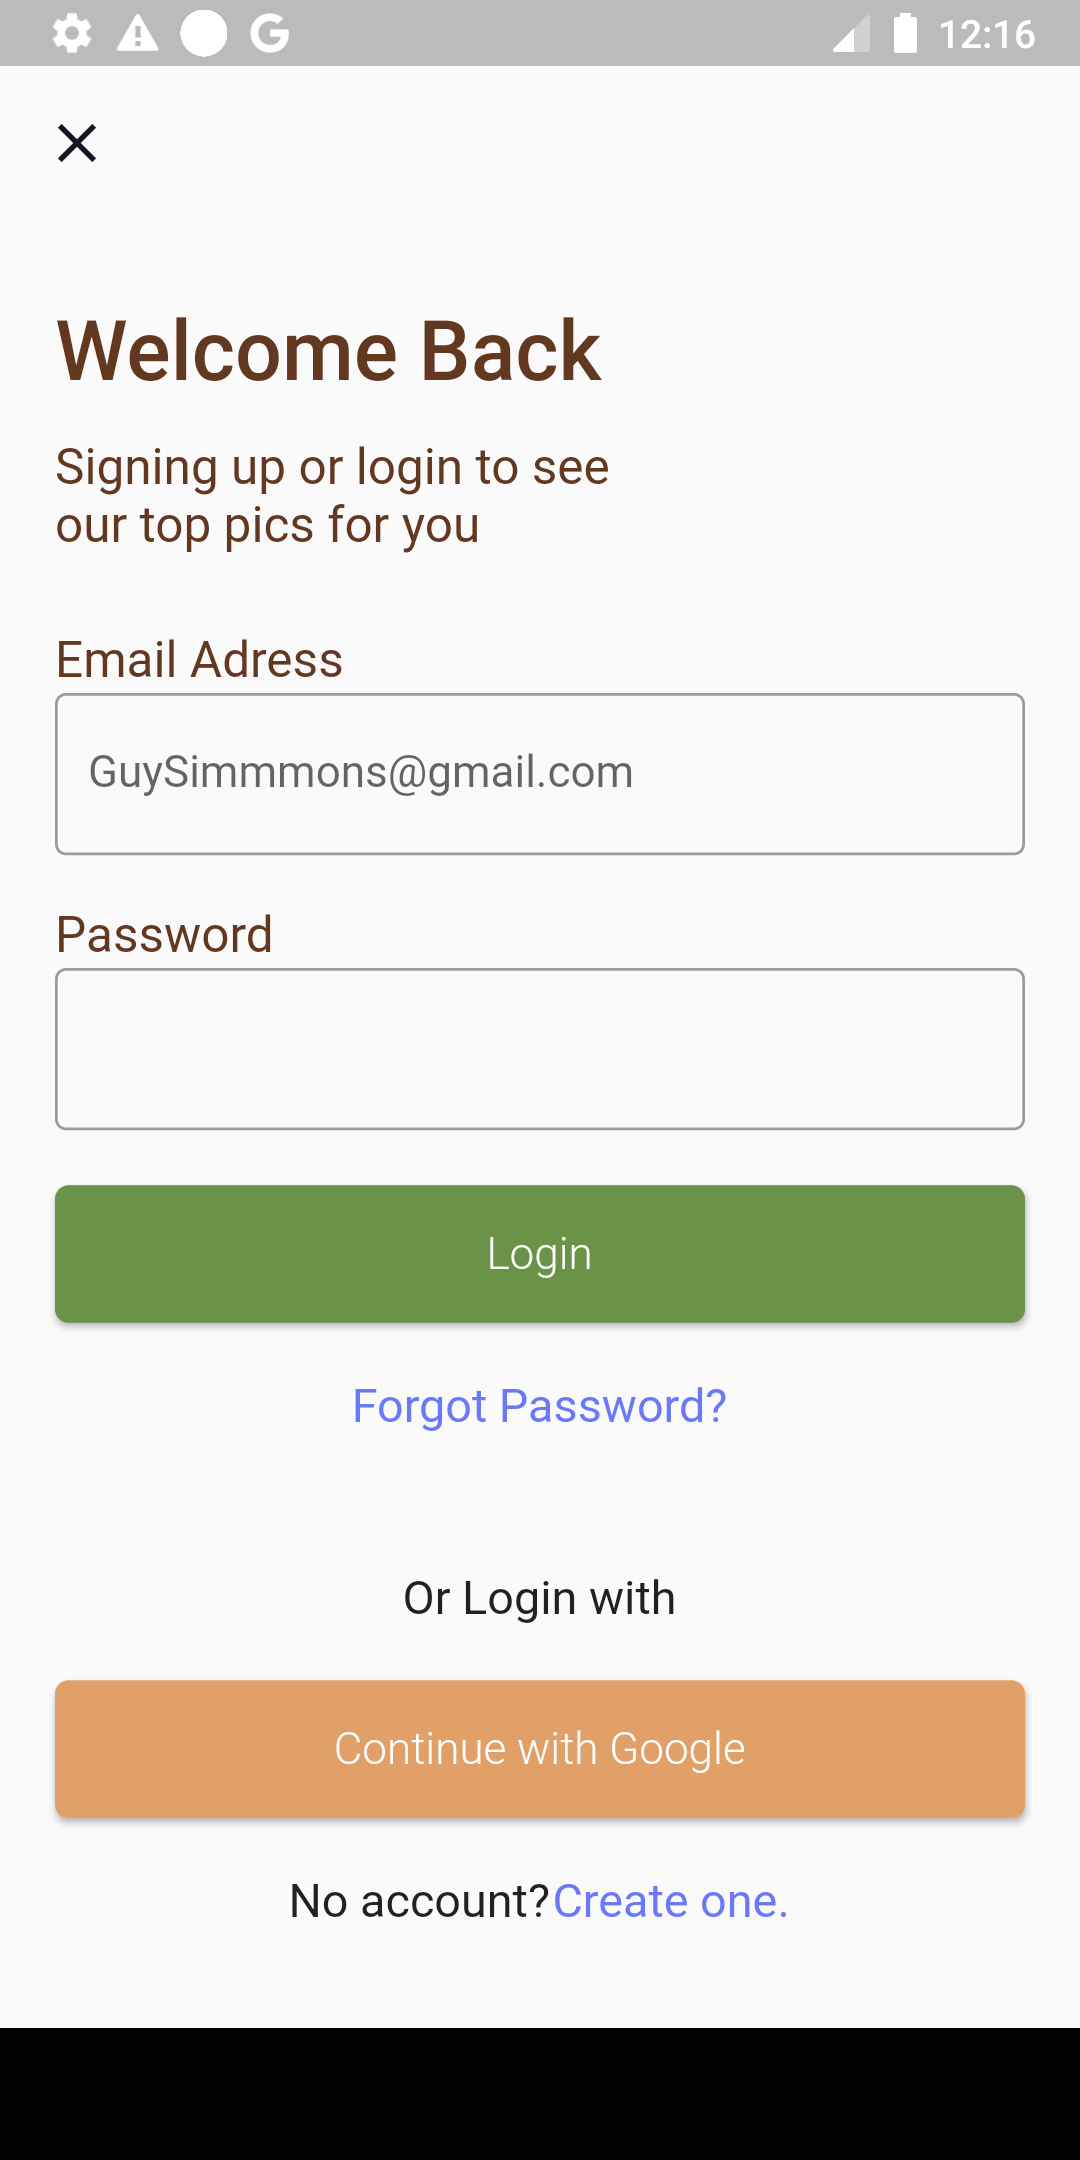 12:16
Welcome Back
Signing up or login to see
our top pics for you
Email Adress
GuySimmmons@gmail.com
Password
Login
Forgot Password?
Or Login with
Continue with Google
No account?Create one.